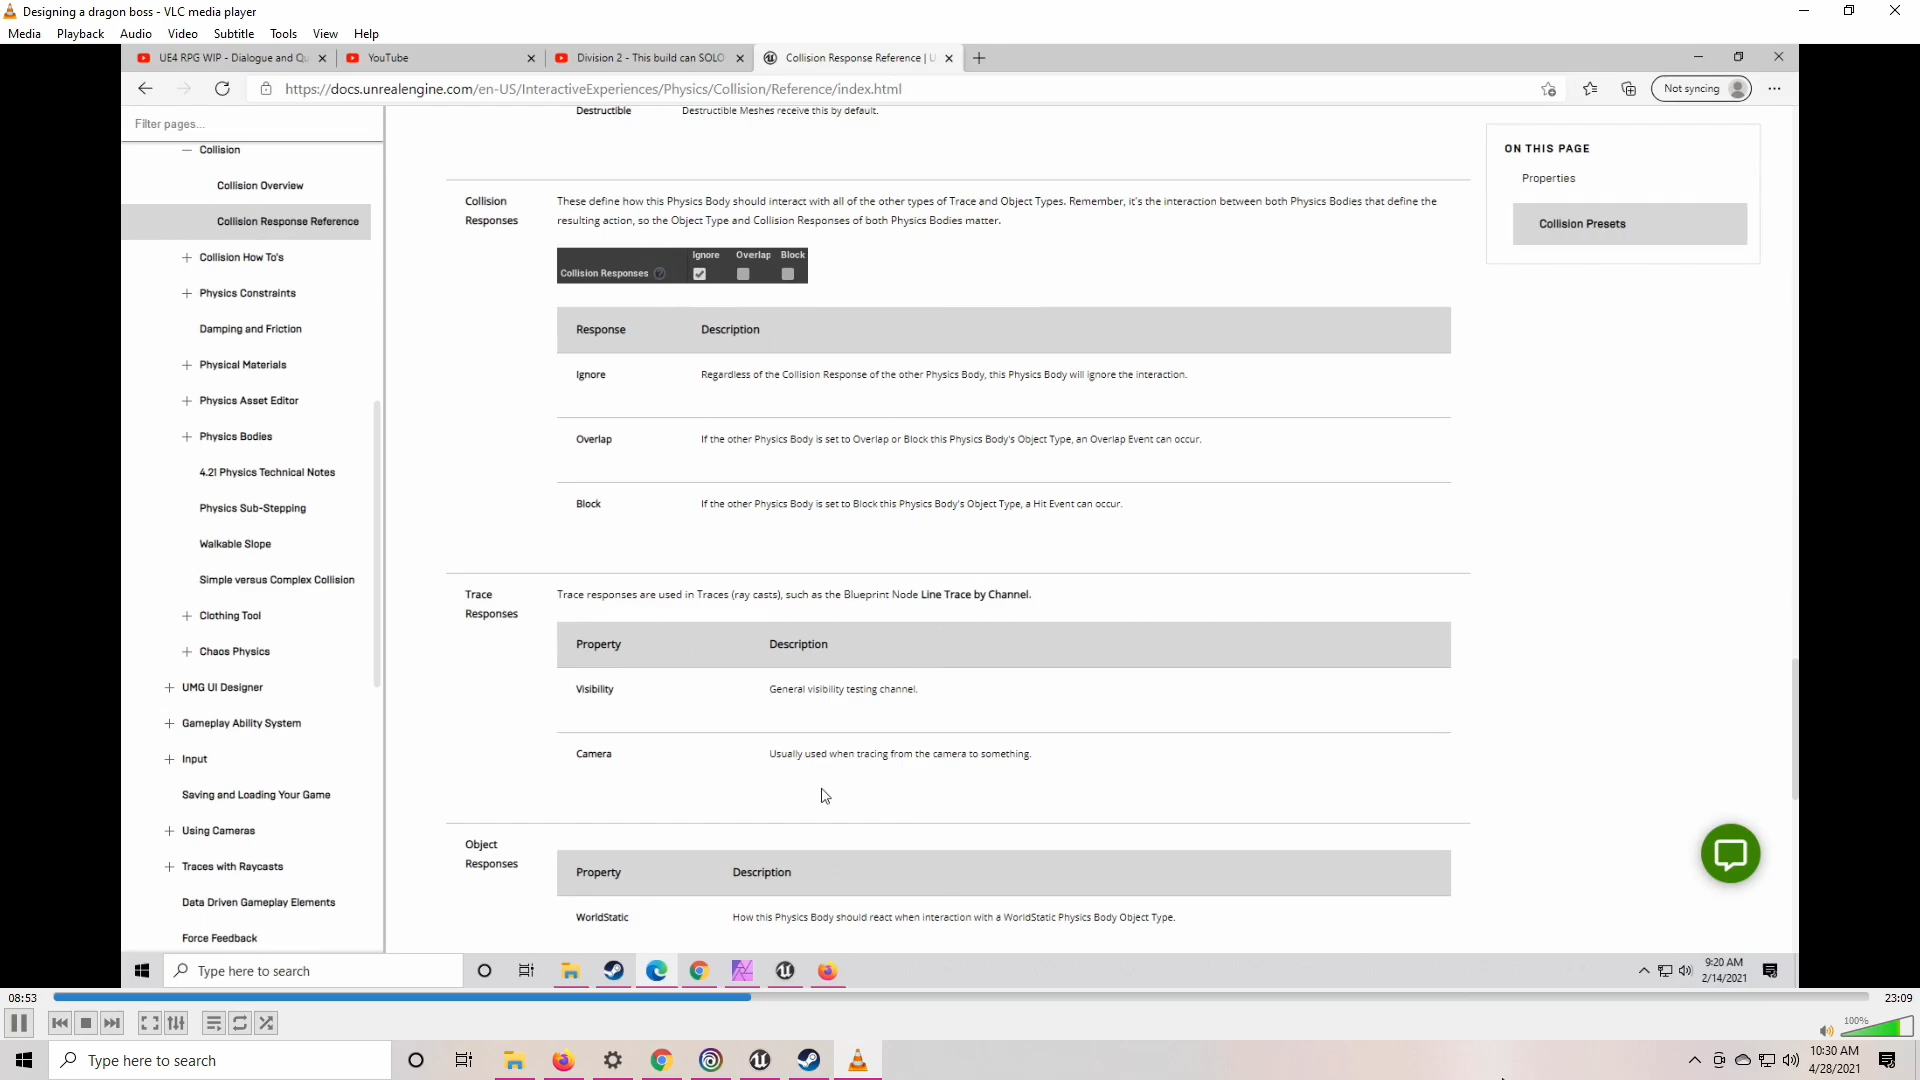 Designing a dragon boss - VLC media player
Media Playback Audio Video Subtitle Tools View Help
UE4 RPG WIP - Dialogue and Qu
YouTube
Division 2 - This build can SOLO
Collision Response Reference | U
https://docs.unrealengine.com/en-US/InteractiveExperiences/Physics/Collision/Reference/index.html
Not syncing
Filter pages...
Collision
Collision Overview
Collision Response Reference
Collision How To's
Physics Constraints
Damping and Friction
Physical Materials
Physics Asset Editor
Physics Bodies
4.21 Physics Technical Notes
Physics Sub-Stepping
Walkable Slope
Simple versus Complex Collision
Clothing Tool
Chaos Physics
UMG UI Designer
Gameplay Ability System
Input
Saving and Loading Your Game
Using Cameras
Traces with Raycasts
Data Driven Gameplay Elements
Force Feedback
Destructible Destructible Meshes receive this by default.
Collision Responses
These define how this Physics Body should interact with all of the other types of Trace and Object Types. Remember, it's the interaction between both Physics Bodies that define the
resulting action, so the Object Type and Collision Responses of both Physics Bodies matter.
Ignore Overlap Block
Collision Responses
Response Description
Ignore Regardless of the Collision Response of the other Physics Body, this Physics Body will ignore the interaction.
Overlap If the other Physics Body is set to Overlap or Block this Physics Body's Object Type, an Overlap Event can occur.
Block If the other Physics Body is set to Block this Physics Body's Object Type, a Hit Event can occur.
Trace Responses
Trace responses are used in Traces (ray casts), such as the Blueprint Node Line Trace by Channel.
Property Description
Visibility General visibility testing channel.
Camera Usually used when tracing from the camera to something.
Object Responses
Property Description
WorldStatic How this Physics Body should react when interaction with a WorldStatic Physics Body Object Type.
ON THIS PAGE
Properties
Collision Presets
Type here to search
9:20 AM
2/14/2021
08:53
23:09
100%
Type here to search
10:30 AM
4/28/2021